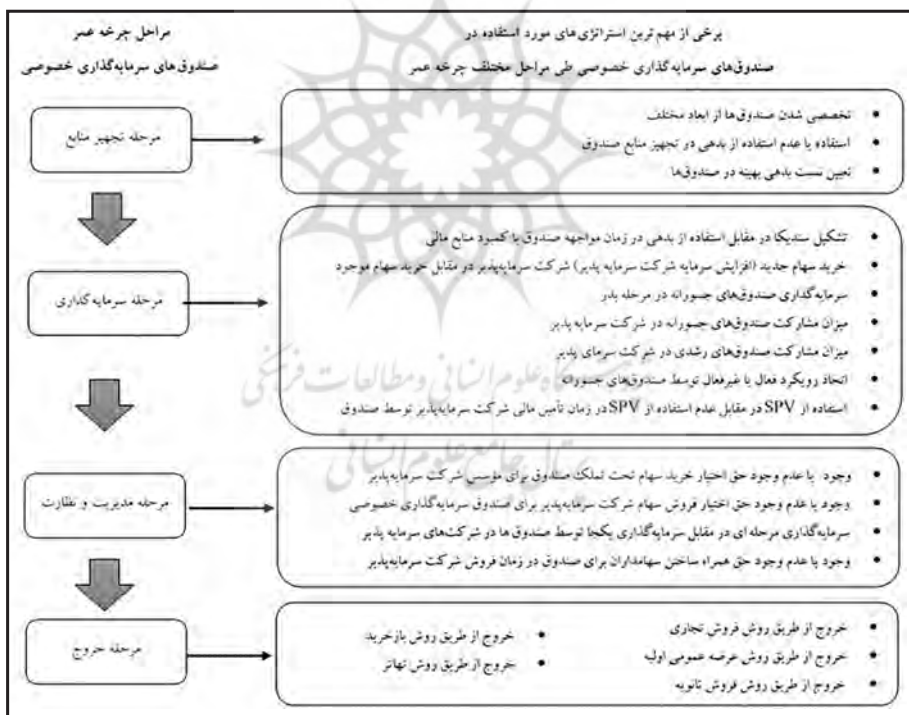 مراحل چرخه عمر
صندوق‌های سرمایه‌گذاری خصوصی
برخی از مهم ترین استراتژی‌های مورد استفاده در
صندوق‌های سرمایه‌گذاری خصوصی طی مراحل مختلف چرخه عمر
مرحله تجهیز منابع
تخصصی شدن صندوق‌ها از ابعاد مختلف
استفاده یا عدم استفاده از بدهی در تجهیز منابع صندوق
تعیین نسبت بدهی بهینه در صندوق‌ها
مرحله سرمایه‌گذاری
تشکیل سندیکا در مقابل استفاده از بدهی در زمان مواجهه صندوق با کمبود منابع مالی
خرید سهام جدید (افزایش سرمایه شرکت سرمایه پذیر) شرکت سرمایه‌پذیر در مقابل خرید سهام موجود
سرمایه‌گذاری صندوق‌های جسورانه در مرحله بذر
میزان مشارکت صندوق‌های جسورانه در شرکت سرمایه پذیر
میزان مشارکت صندوق‌های رشدی در شرکت سرمای پذیر
اتخاذ رویکرد فعال یا غیرفعال توسط صندوق‌های جسورانه
استفاده از SPV در مقابل عدم استفاده از SPV در زمان تأمین مالی شرکت سرمایه‌پذیر توسط صندوق
پژوهشگاه علوم انسانی و مطالعات فرهنگی
پرتال جامع علوم انسانی
مرحله مدیریت و نظارت
وجود یا عدم وجود حق اختیار خرید سهام تحت تملک صندوق برای مؤسس شرکت سرمایه‌پذیر
وجود یا عدم وجود حق اختیار فروش سهام شرکت سرمایه‌پذیر برای صندوق سرمایه‌گذاری خصوصی
سرمایه‌گذاری مرحله ای در مقابل سرمایه‌گذاری یکجا توسط صندوق ها در شرکت‌های سرمایه پذیر
وجود یا عدم وجود حق همراه ساختن سهامداران برای صندوق در زمان فروش شرکت سرمایه‌پذیر
مرحله خروج
خروج از طریق روش فروش تجاری
خروج از طریق روش عرضه عمومی اولیه
خروج از طریق روش فروش ثانویه
خروج از طریق روش بازخرید
خروج از طریق روش تهاتر